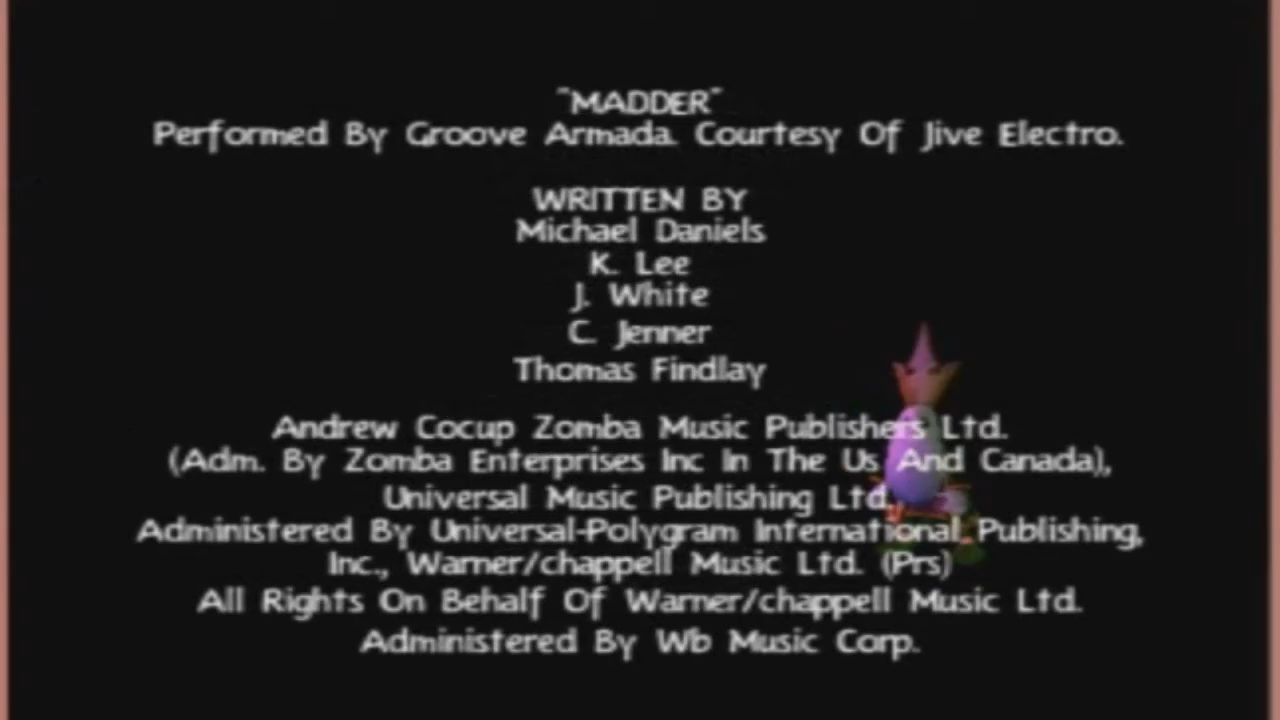 "MADDER"
Performed By Groove Armada. Courtesy Of Jive Electro.
WRITTEN BY
Michael Daniels
K. Lee
J. White
C. Jenner
Thomas Findlay
Andrew Cocup Zomba Music Publishers Ltd.
(Adm. By Zomba Enterprises Inc In The Us And Canada),
Universal Music Publishing Ltd.,
Administered By Universal-Polygram International Publishing,
Inc., Warner/chappell Music Ltd. (Prs)
All Rights On Behalf Of Warner/chappell Music Ltd.
Administered By Wb Music Corp.